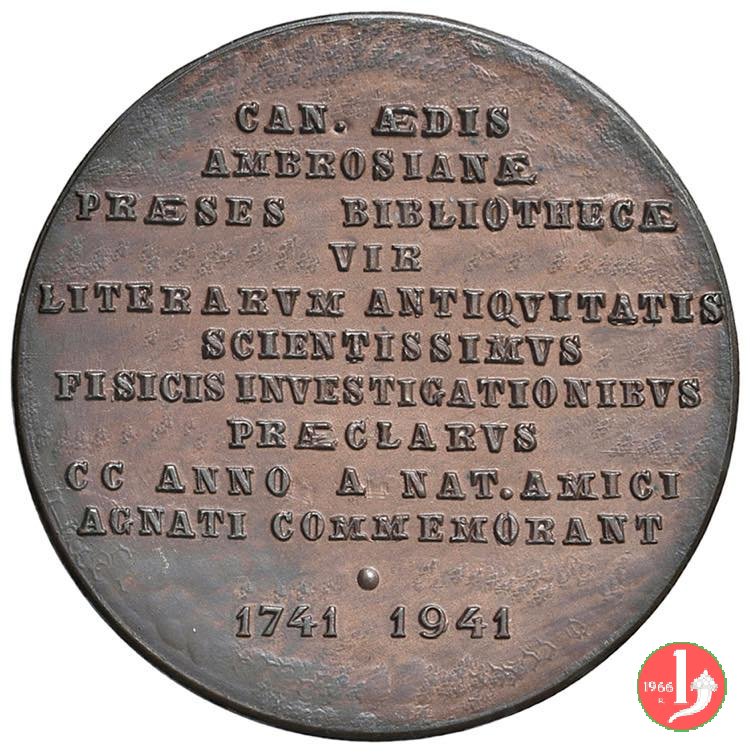 CAN. ÆDIS
AMBROSIANÆ
PRÆSES BIBLIOTHECÆ
VIR
LITERARVM ANTIQVITATIS
SCIENTISSIMVS
FISICIS INVESTIGATIONIBVS
PRÆCLARVS
CC ANNO A NAT. AMICI
AGNATI COMMEMORANT
1741 1941
1966
R.